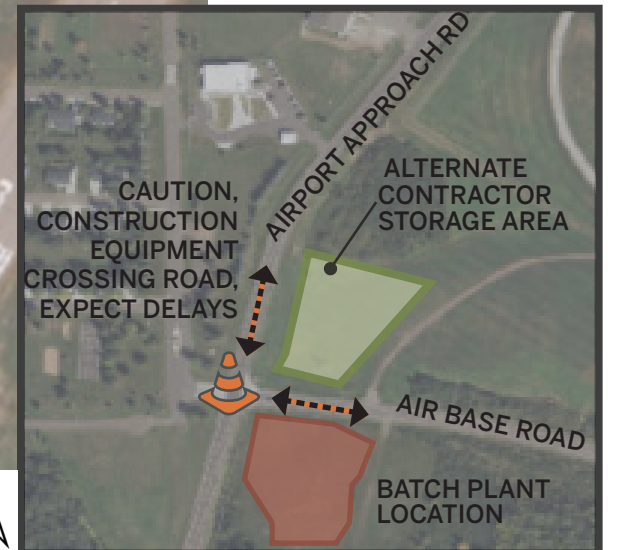 AIRPORT APPROACH RD
ALTERNATE
CONTRACTOR
STORAGE AREA
CAUTION,
CONSTRUCTION
EQUIPMENT
CROSSING ROAD,
EXPECT DELAYS
AIR BASE ROAD
BATCH PLANT
LOCATION